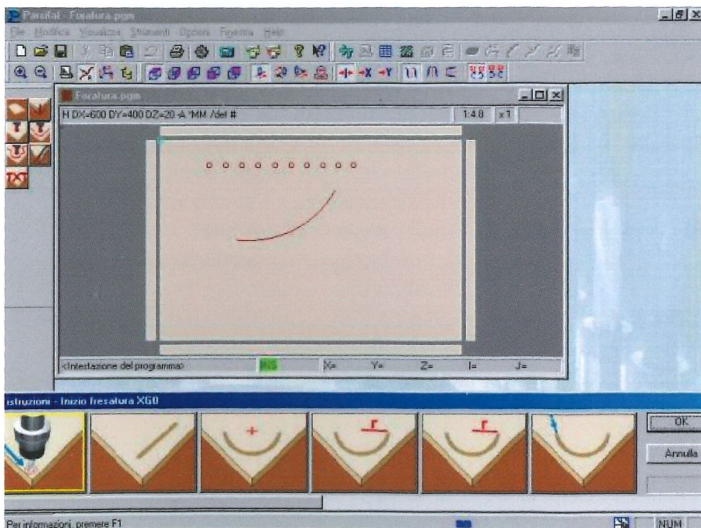 Parsifal - Foratura.pgm
File Modifica Visualizza Strumenti Opzioni Finestra Help
Foratura.pgm
H DX=600 DY=400 DZ=20 -A *MM /def #
1:4.8 x1
<Intestazione del programma> INS X= Y= Z= I= J=
istruzioni - Inizio fresatura XG0
r
r
OK
Annulla
Per informazioni, premere F1
NUM